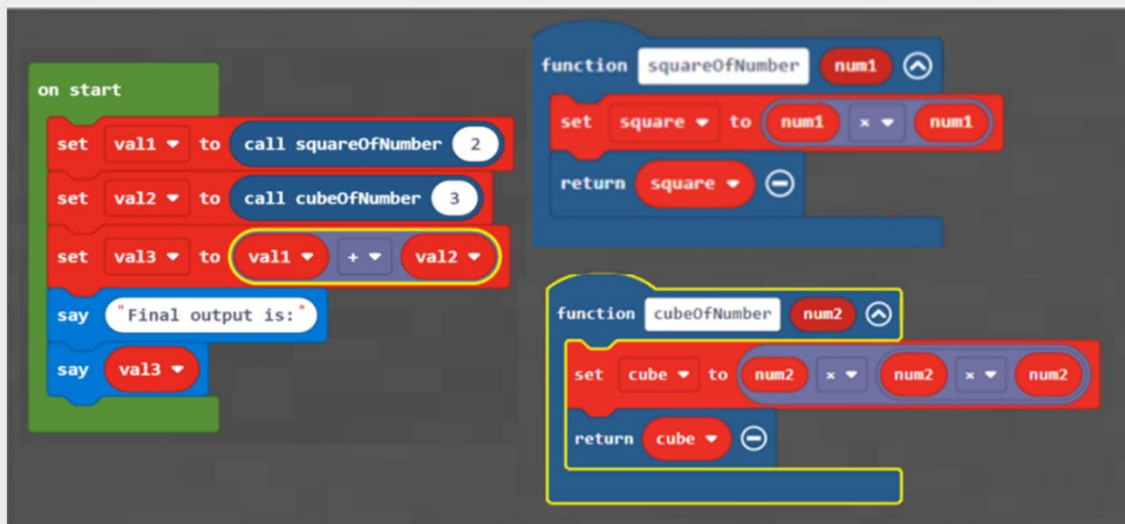 on start
set val1 to call squareOfNumber 2
set val2 to call cubeOfNumber 3
set val3 to val1 + val2
say "Final output is:"
say val3
function squareOfNumber num1
set square to num1 × num1
return square
function cubeOfNumber num2
set cube to num2 × num2 × num2
return cube